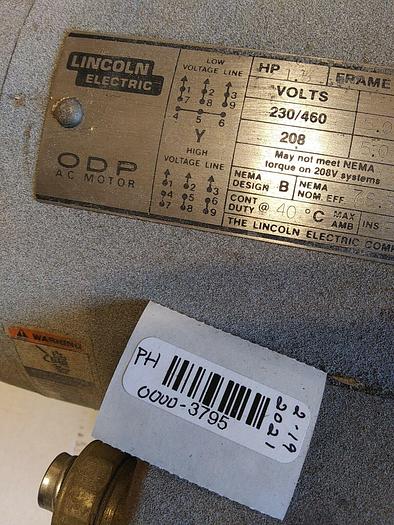 LINCOLN
ELECTRIC
ODP
AC MOTOR
LOW
VOLTAGE LINE
1 2 3
7 8 9
4 5 6
Y
HIGH
VOLTAGE LINE
1 2 3
4 5 6
7 8 9
HP FRAME
VOLTS
230/460
208
May not meet NEMA
torque on 208V systems
NEMA
DESIGN B NEMA
NOM. EFF.
CONT
DUTY @ 40 °C MAX
AMB INS
THE LINCOLN ELECTRIC COMP
WARNING
PH
0000-3795
2-19
2021